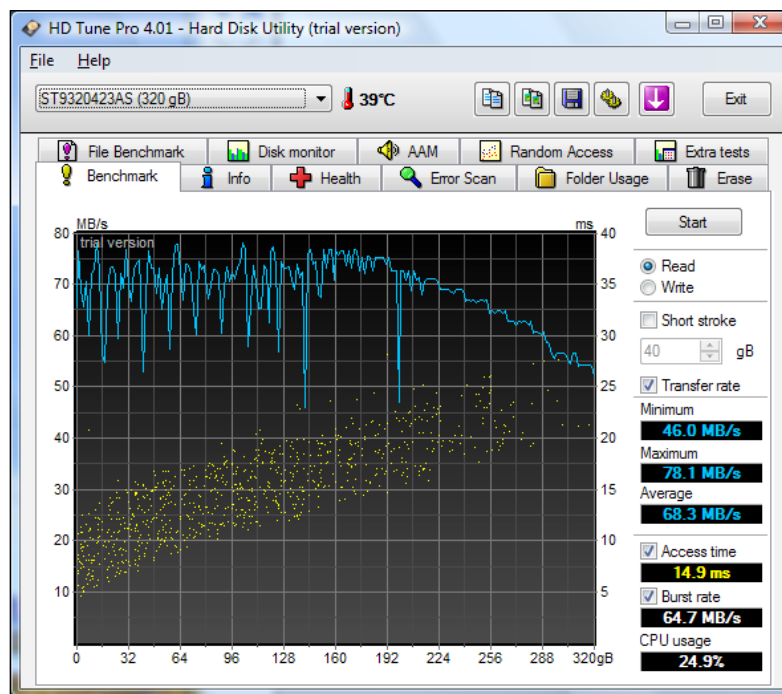 HD Tune Pro 4.01 - Hard Disk Utility (trial version)
File Help
ST9320423AS (320 gB) 39°C Exit
File Benchmark Disk monitor AAM Random Access Extra tests
Benchmark Info Health Error Scan Folder Usage Erase
MB/s ms
trial version
80 40
70 35
60 30
50 25
40 20
30 15
20 10
10 5
0 32 64 96 128 160 192 224 256 288 320gB
Start
Read
Write
Short stroke
40 gB
Transfer rate
Minimum
46.0 MB/s
Maximum
78.1 MB/s
Average
68.3 MB/s
Access time
14.9 ms
Burst rate
64.7 MB/s
CPU usage
24.9%